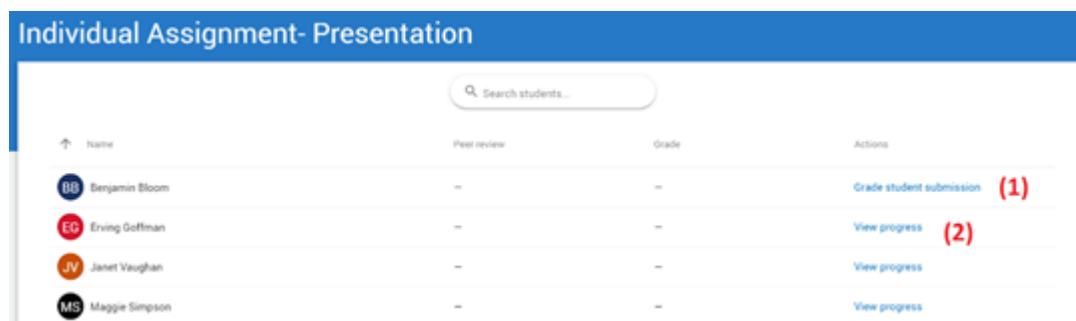 Individual Assignment- Presentation
Search students...
Name Peer review Grade Actions
BB Benjamin Bloom – – Grade student submission (1)
EG Erving Goffman – – View progress (2)
JV Janet Vaughan – – View progress
MS Maggie Simpson – – View progress